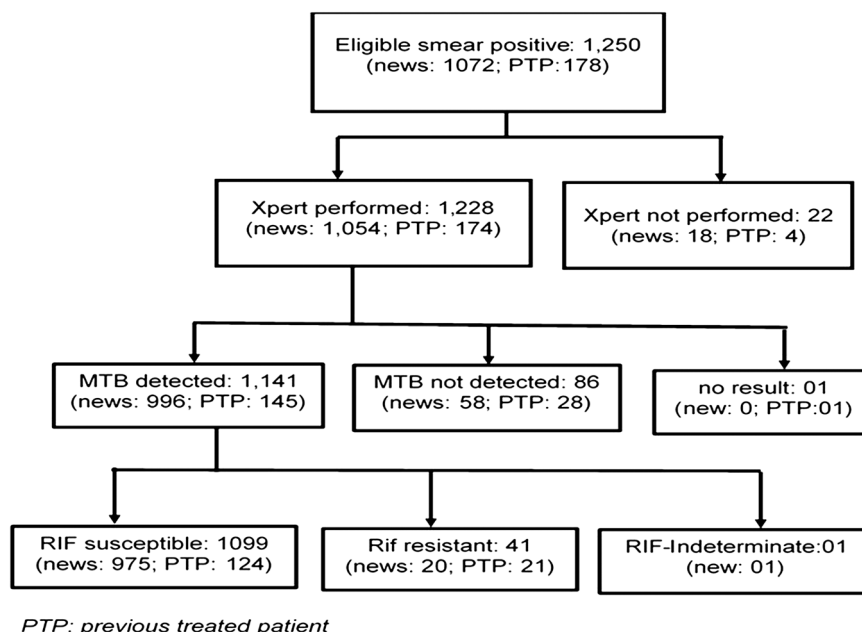 Eligible smear positive: 1,250
(news: 1072; PTP:178)
Xpert performed: 1,228
(news: 1,054; PTP: 174)
Xpert not performed: 22
(news: 18; PTP: 4)
MTB detected: 1,141
(news: 996; PTP: 145)
MTB not detected: 86
(news: 58; PTP: 28)
no result: 01
(new: 0; PTP:01)
RIF susceptible: 1099
(news: 975; PTP: 124)
Rif resistant: 41
(news: 20; PTP: 21)
RIF-Indeterminate:01
(new: 01)
PTP: previous treated patient